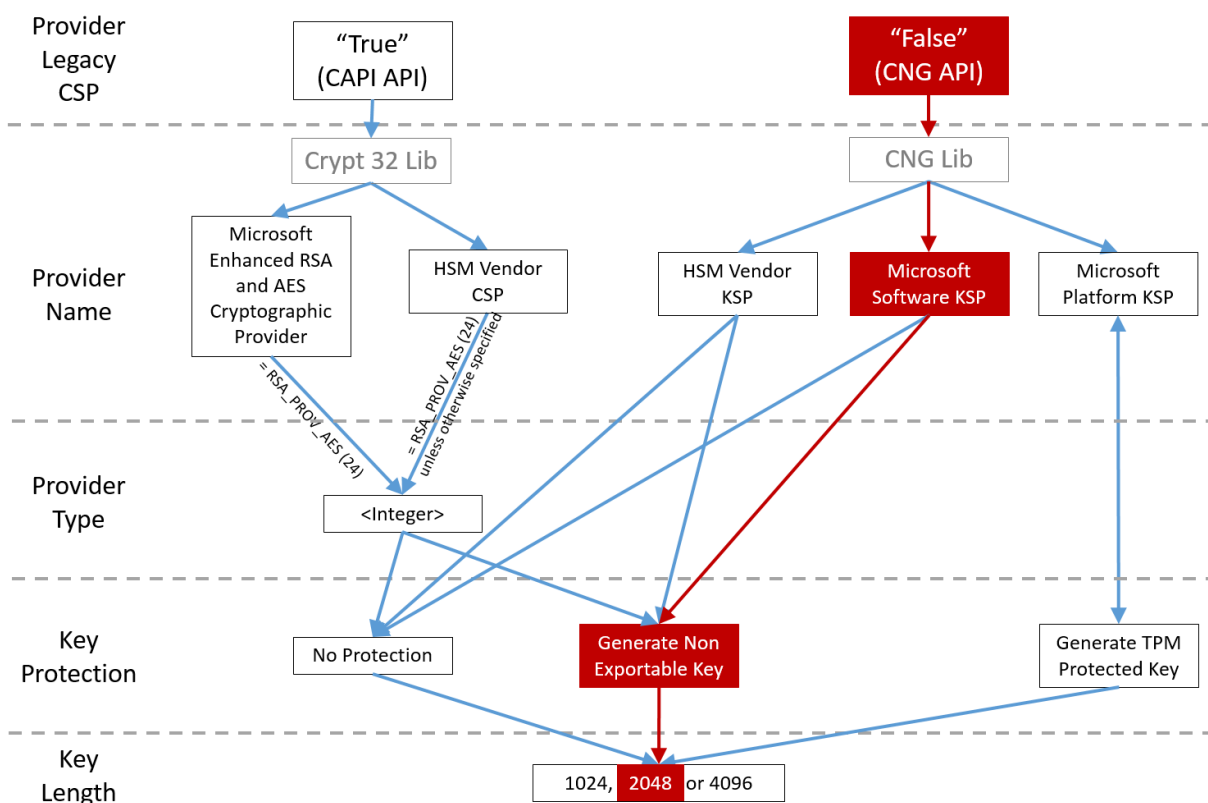 Provider
Legacy
CSP
“True”
(CAPI API)
“False”
(CNG API)
Crypt 32 Lib
CNG Lib
Provider
Name
Microsoft
Enhanced RSA
and AES
Cryptographic
Provider
HSM Vendor
CSP
HSM Vendor
KSP
Microsoft
Software KSP
Microsoft
Platform KSP
= RSA_PROV_AES (24)
= RSA_PROV_AES (24)
unless otherwise specified
Provider
Type
<Integer>
Key
Protection
No Protection
Generate Non
Exportable Key
Generate TPM
Protected Key
Key
Length
1024, 2048 or 4096